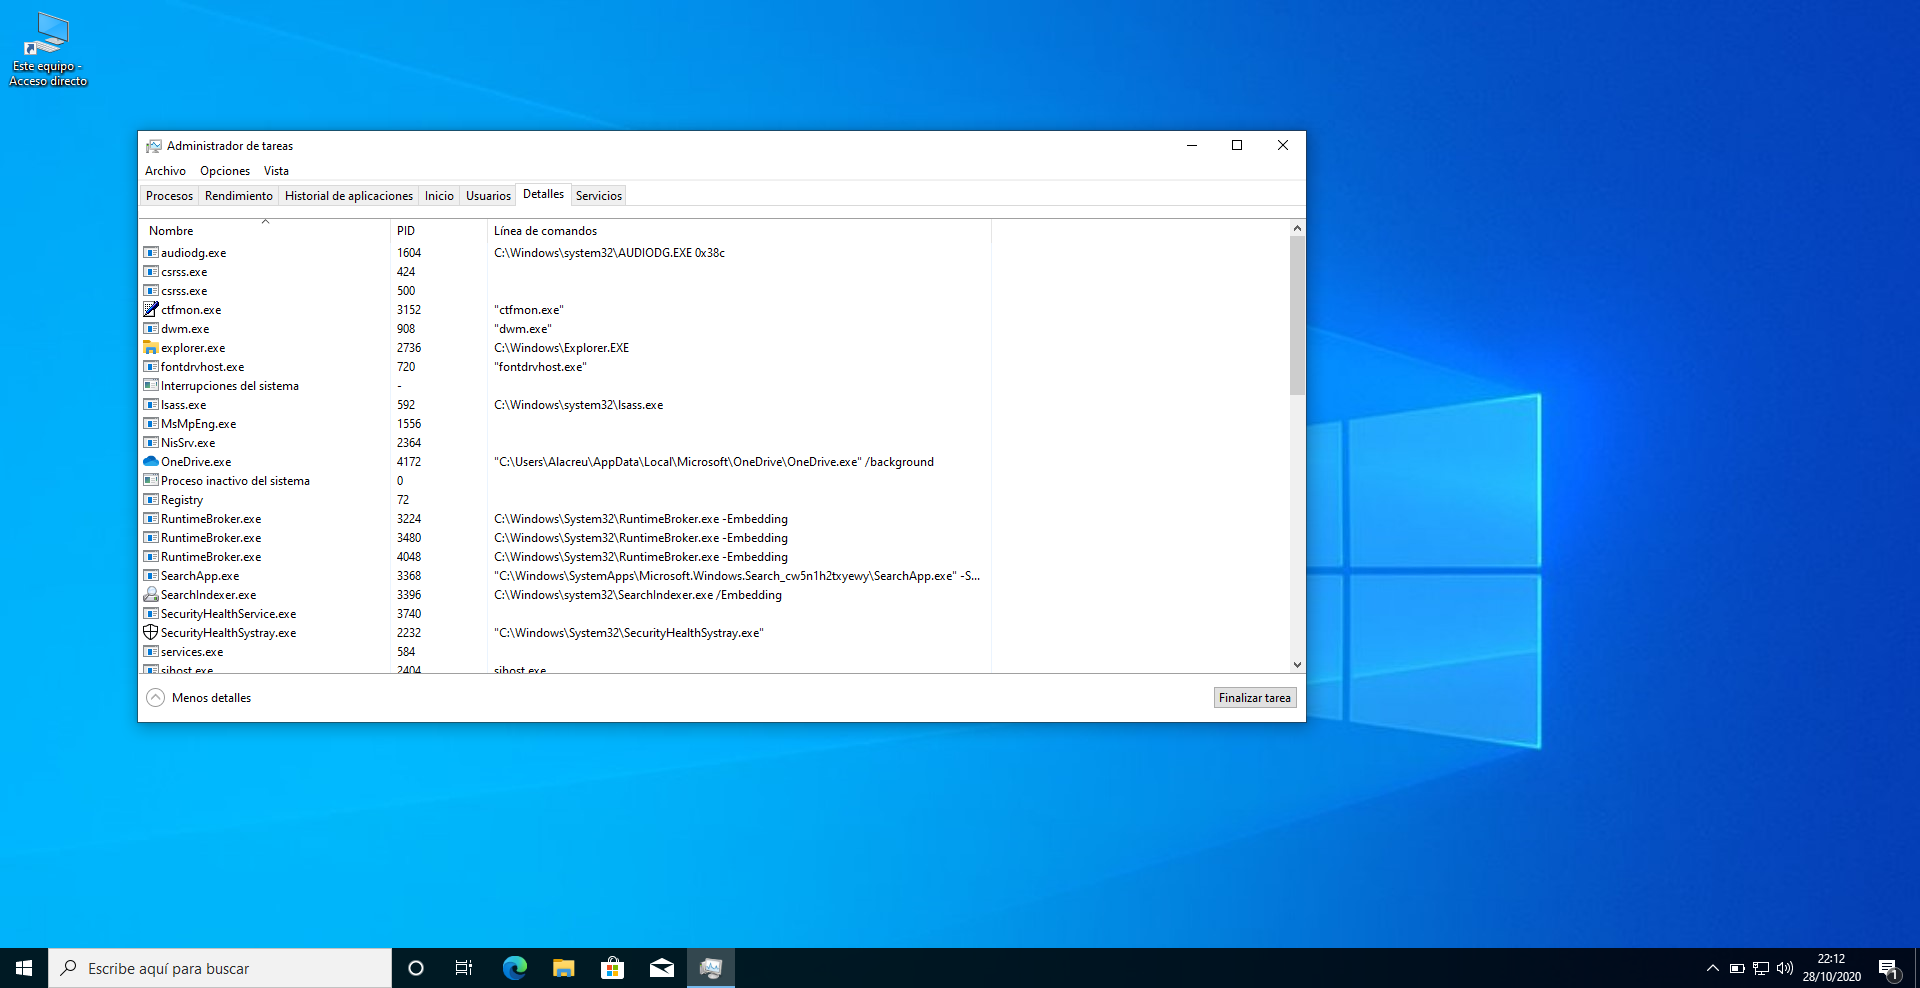 Este equipo -
Acceso directo
Administrador de tareas
Archivo Opciones Vista
Procesos Rendimiento Historial de aplicaciones Inicio Usuarios Detalles Servicios
Nombre PID Línea de comandos
audiodg.exe 1604 C:\Windows\system32\AUDIODG.EXE 0x38c
csrss.exe 424
csrss.exe 500
ctfmon.exe 3152 "ctfmon.exe"
dwm.exe 908 "dwm.exe"
explorer.exe 2736 C:\Windows\Explorer.EXE
fontdrvhost.exe 720 "fontdrvhost.exe"
Interrupciones del sistema -
lsass.exe 592 C:\Windows\system32\lsass.exe
MsMpEng.exe 1556
NisSrv.exe 2364
OneDrive.exe 4172 "C:\Users\Alacreu\AppData\Local\Microsoft\OneDrive\OneDrive.exe" /background
Proceso inactivo del sistema 0
Registry 72
RuntimeBroker.exe 3224 C:\Windows\System32\RuntimeBroker.exe -Embedding
RuntimeBroker.exe 3480 C:\Windows\System32\RuntimeBroker.exe -Embedding
RuntimeBroker.exe 4048 C:\Windows\System32\RuntimeBroker.exe -Embedding
SearchApp.exe 3368 "C:\Windows\SystemApps\Microsoft.Windows.Search_cw5n1h2txyewy\SearchApp.exe" -S...
SearchIndexer.exe 3396 C:\Windows\system32\SearchIndexer.exe /Embedding
SecurityHealthService.exe 3740
SecurityHealthSystray.exe 2232 "C:\Windows\System32\SecurityHealthSystray.exe"
services.exe 584
sihost.exe 2404 sihost.exe
Menos detalles Finalizar tarea
Escribe aquí para buscar
22:12
28/10/2020
1